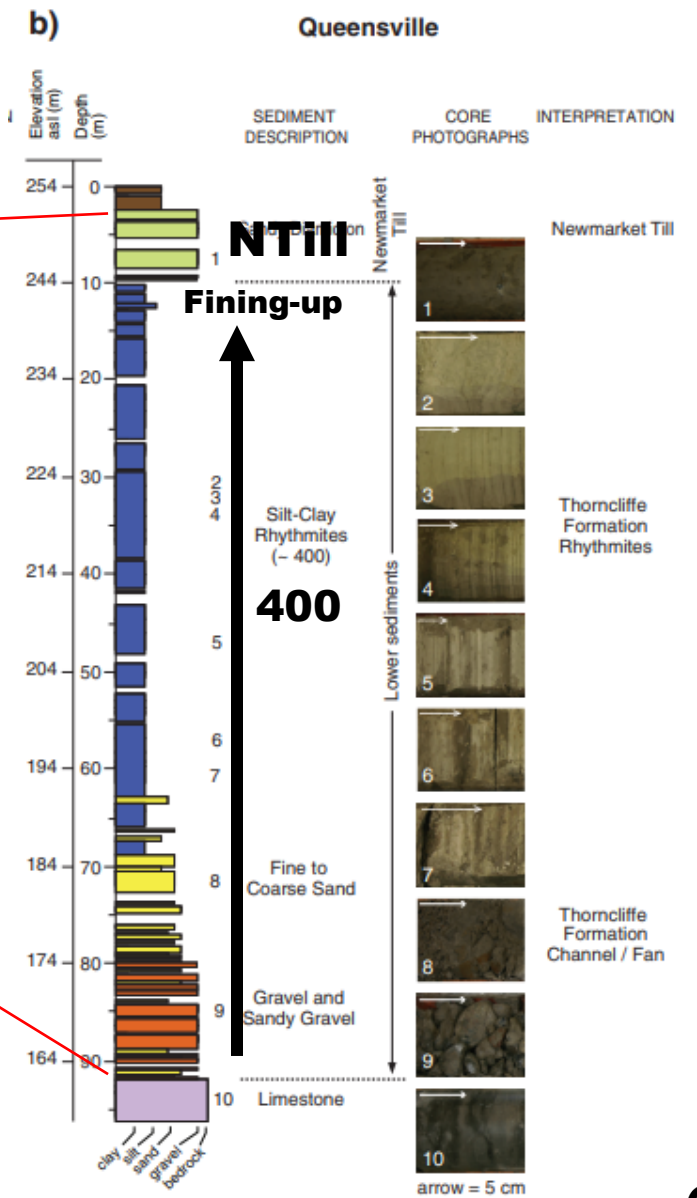 b)
Queensville
Elevation
asl (m)
Depth
(m)
SEDIMENT
DESCRIPTION
CORE
PHOTOGRAPHS
INTERPRETATION
254
0
244
10
234
20
224
30
214
40
204
50
194
60
184
70
174
80
164
90
NTill
Fining-up
400
Newmarket
Till
Newmarket Till
1
2
3
4
5
6
7
8
9
10
Silt-Clay
Rhythmites
(~ 400)
Fine to
Coarse Sand
Gravel and
Sandy Gravel
Limestone
Lower sediments
1
2
3
4
5
6
7
8
9
10
Thorncliffe
Formation
Rhythmites
Thorncliffe
Formation
Channel / Fan
clay
silt
sand
gravel
bedrock
arrow = 5 cm